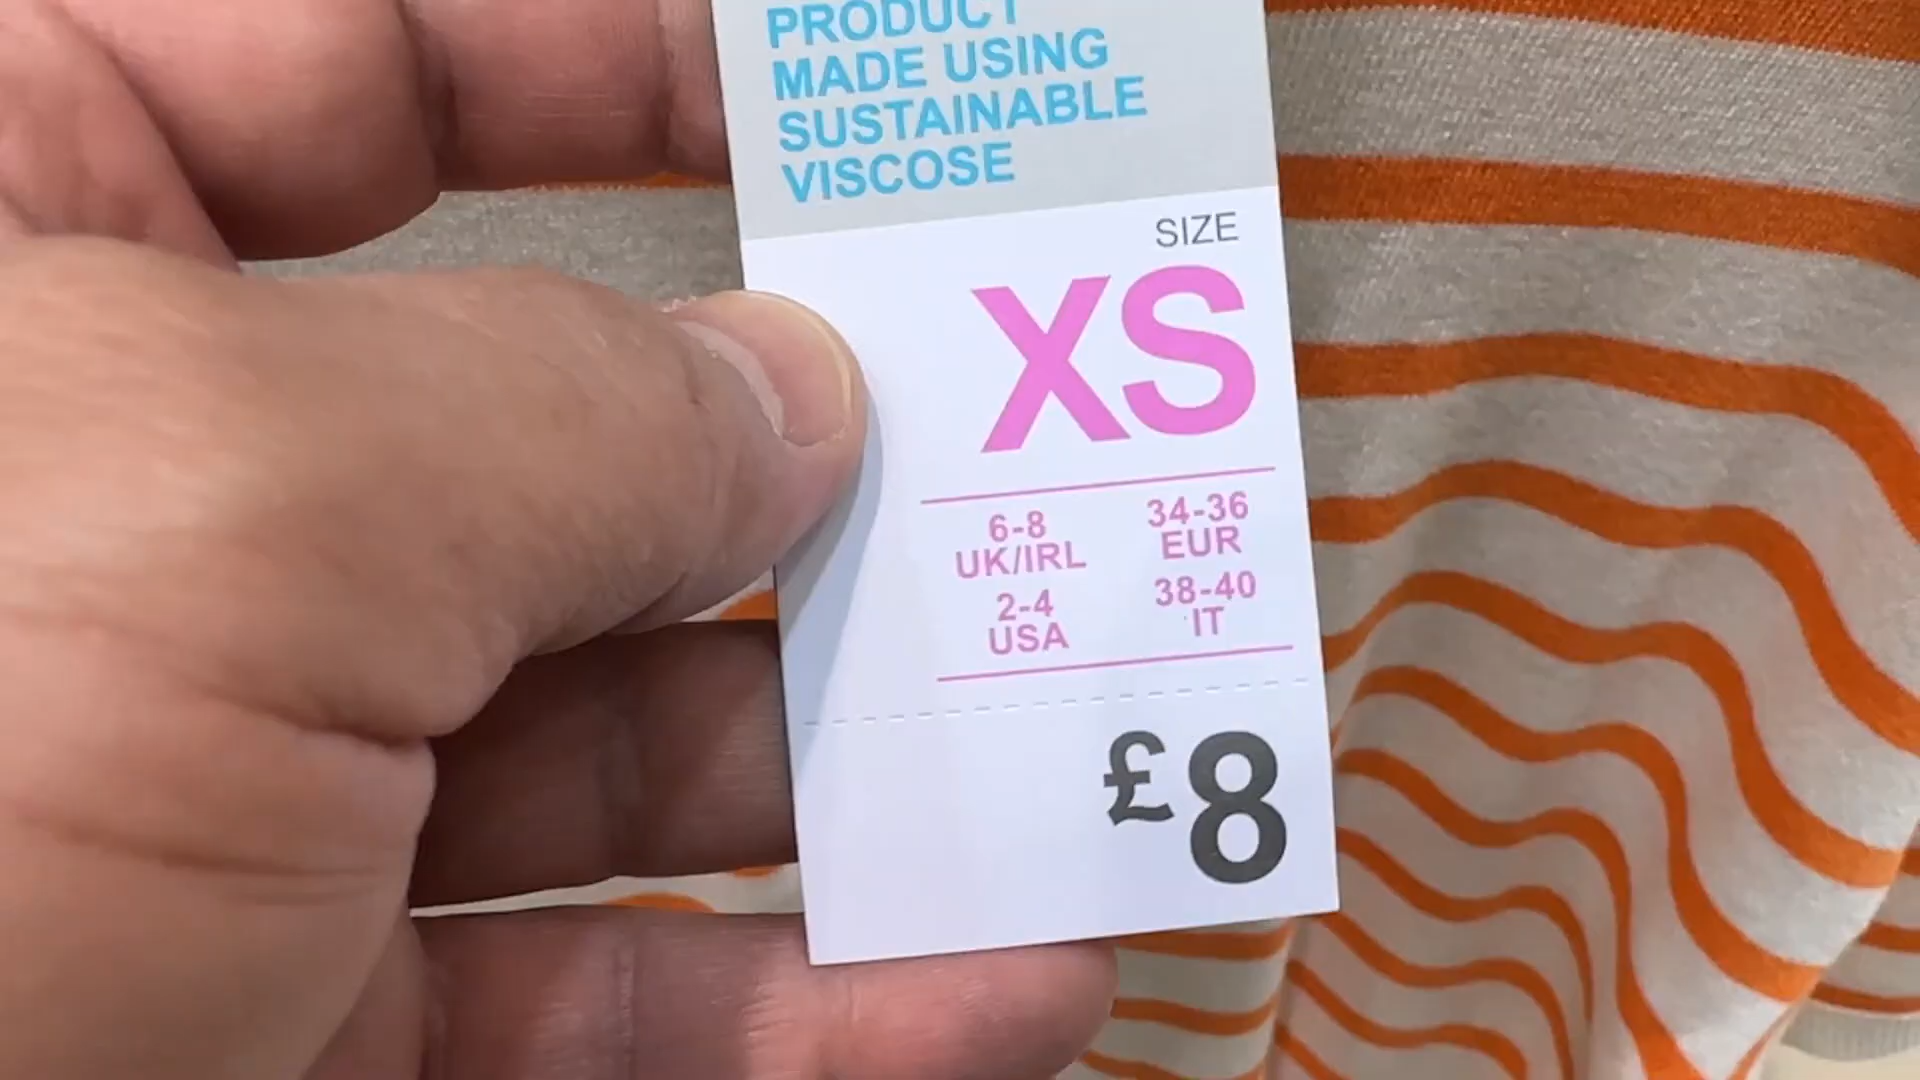 PRODUCT
MADE USING
SUSTAINABLE
VISCOSE
SIZE
XS
6-8
UK/IRL
34-36
EUR
2-4
USA
38-40
IT
£8